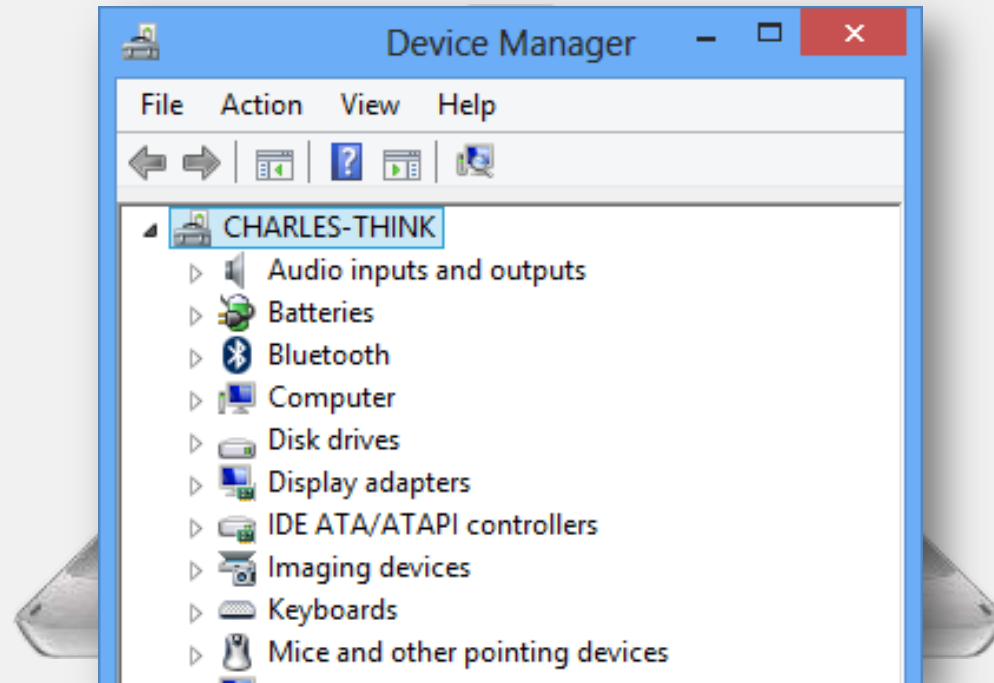 Device Manager
File Action View Help
CHARLES-THINK
Audio inputs and outputs
Batteries
Bluetooth
Computer
Disk drives
Display adapters
IDE ATA/ATAPI controllers
Imaging devices
Keyboards
Mice and other pointing devices